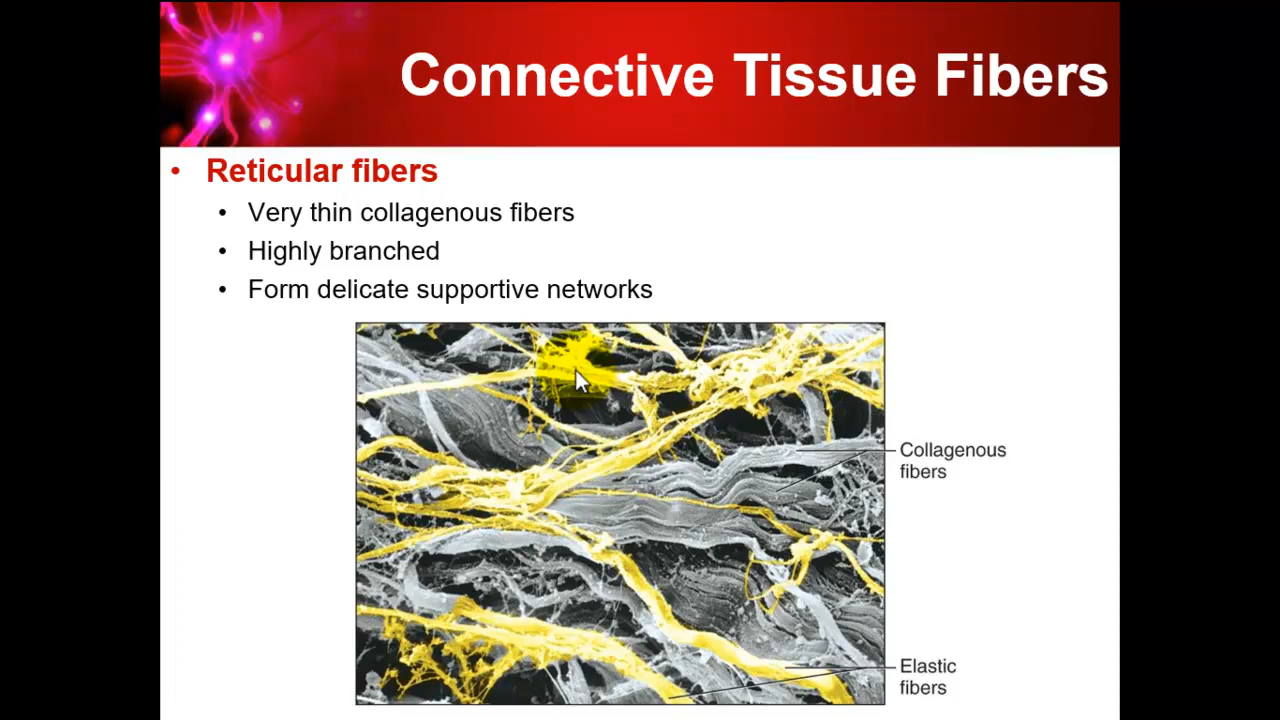 Connective Tissue Fibers
• Reticular fibers
• Very thin collagenous fibers
• Highly branched
• Form delicate supportive networks
Collagenous
fibers
Elastic
fibers